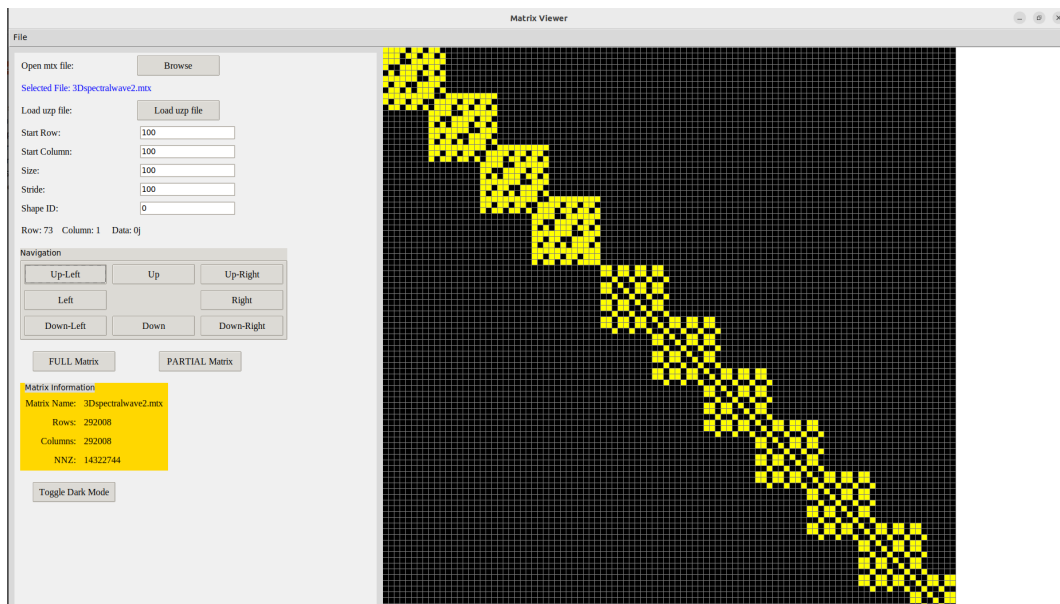 Matrix Viewer
File
Open mtx file: Browse
Selected File: 3Dspectralwave2.mtx
Load uzp file: Load uzp file
Start Row: 100
Start Column: 100
Size: 100
Stride: 100
Shape ID: 0
Row: 73 Column: 1 Data: 0j
Navigation
Up-Left Up Up-Right
Left Right
Down-Left Down Down-Right
FULL Matrix PARTIAL Matrix
Matrix Information
Matrix Name: 3Dspectralwave2.mtx
Rows: 292008
Columns: 292008
NNZ: 14322744
Toggle Dark Mode